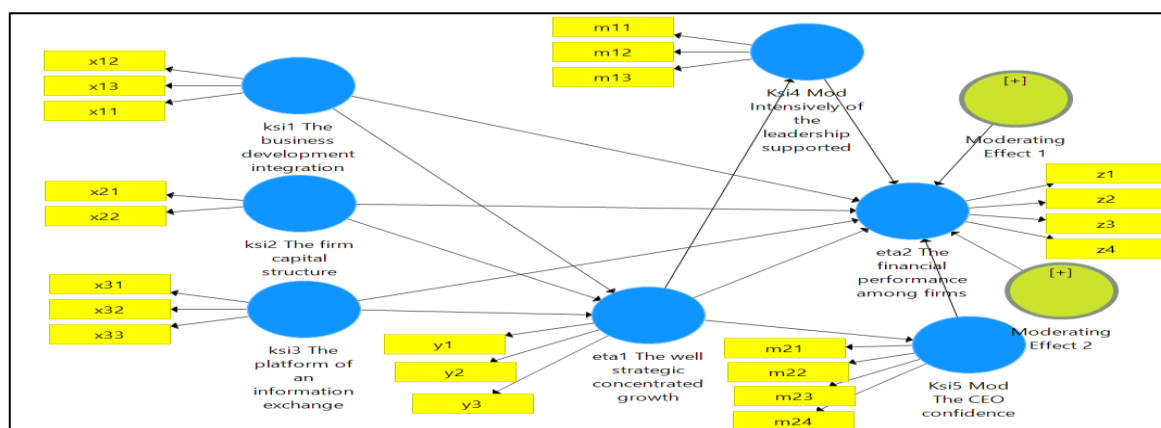 x12
x13
x11
ksi1 The
business
development
integration
x21
x22
ksi2 The firm
capital
structure
x31
x32
x33
ksi3 The
platform of
an
information
exchange
m11
m12
m13
Ksi4 Mod
Intensively of
the
leadership
supported
y1
y2
y3
eta1 The well
strategic
concentrated
growth
[+]
Moderating
Effect 1
z1
z2
z3
z4
eta2 The
financial
performance
among firms
[+]
Moderating
Effect 2
m21
m22
m23
m24
Ksi5 Mod
The CEO
confidence